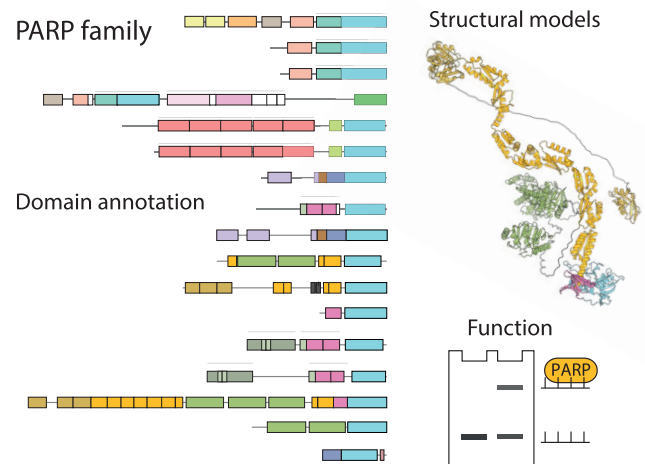 PARP family
Structural models
Domain annotation
Function
PARP